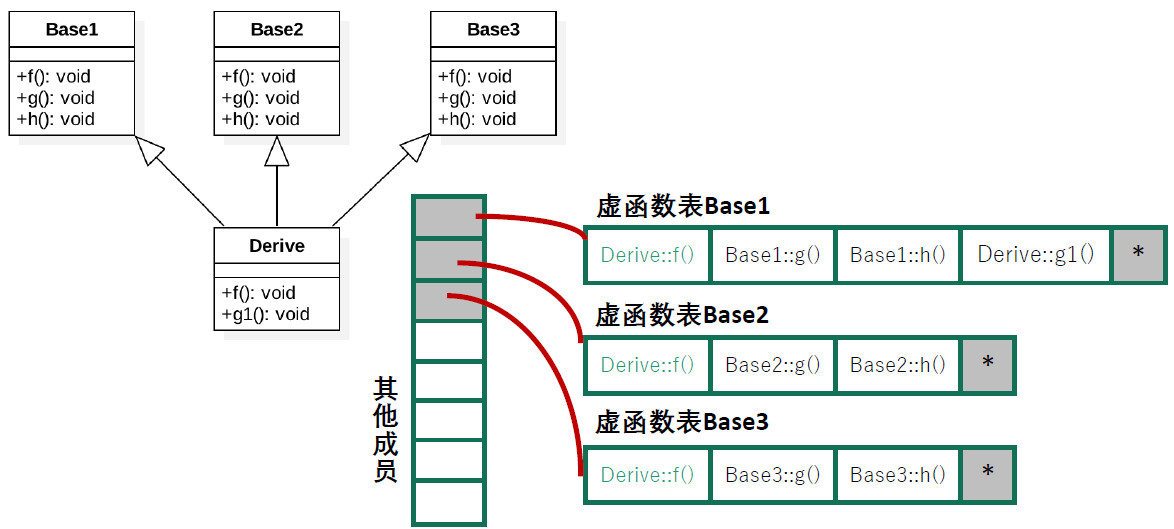 Base1
+f(): void
+g(): void
+h(): void
Base2
+f(): void
+g(): void
+h(): void
Base3
+f(): void
+g(): void
+h(): void
Derive
+f(): void
+g1(): void
其他成员
虚函数表Base1
Derive::f() Base1::g() Base1::h() Derive::g1() *
虚函数表Base2
Derive::f() Base2::g() Base2::h() *
虚函数表Base3
Derive::f() Base3::g() Base3::h() *